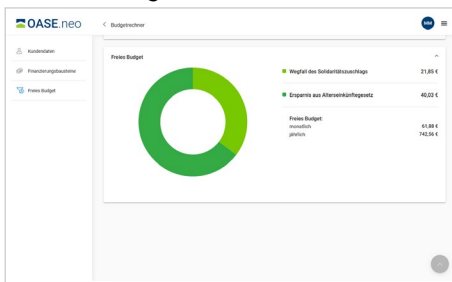 OASE.neo
Budgetrechner
MM
Kundendaten
Finanzierungsbausteine
Freies Budget
Freies Budget
Wegfall des Solidaritätszuschlags 21,85 €
Ersparnis aus Alterseinkünftegesetz 40,03 €
Freies Budget:
monatlich 61,88 €
jährlich 742,56 €